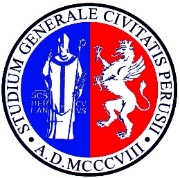 · STUDIUM GENERALE CIVITATIS PERUSII ·
A.D. MCCCVIII